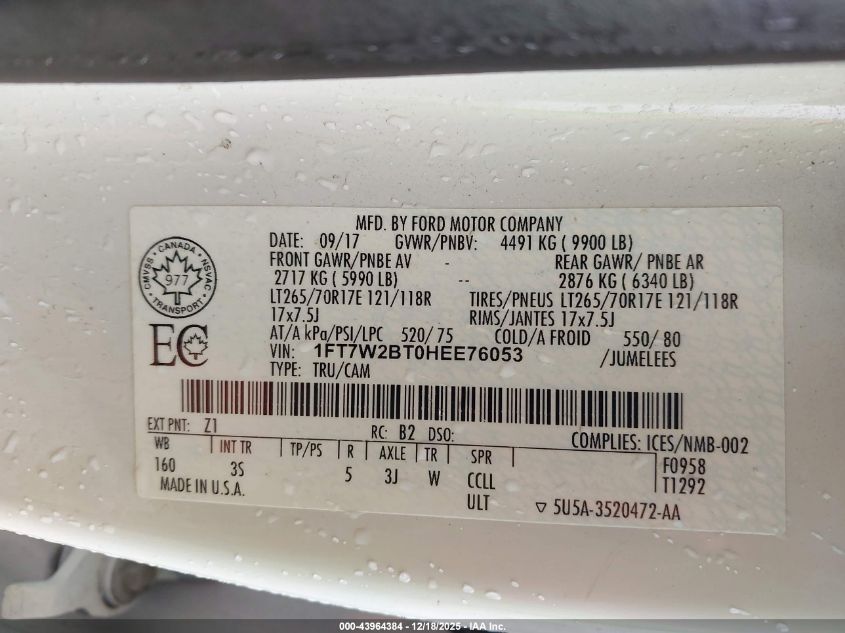 MFD. BY FORD MOTOR COMPANY
DATE: 09/17 GVWR/PNBV: 4491 KG ( 9900 LB)
FRONT GAWR/PNBE AV - REAR GAWR/ PNBE AR
2717 KG ( 5990 LB) -- 2876 KG ( 6340 LB)
LT265/70R17E 121/118R TIRES/PNEUS LT265/70R17E 121/118R
17x7.5J RIMS/JANTES 17x7.5J
AT/A kPa/PSI/LPC 520/ 75 COLD/A FROID 550/ 80
VIN: 1FT7W2BT0HEE76053 /JUMELEES
TYPE: TRU/CAM
CANADA
CMVSS NSVAC
977
TRANSPORT
EC
EXT PNT: Z1 RC: B2 DSO: COMPLIES: ICES/NMB-002
WB INT TR TP/PS R AXLE TR SPR F0958
160 3S 5 3J W CCLL T1292
MADE IN U.S.A. ULT ▽ 5U5A-3520472-AA
000-43964384 | 12/18/2025 - IAA Inc.